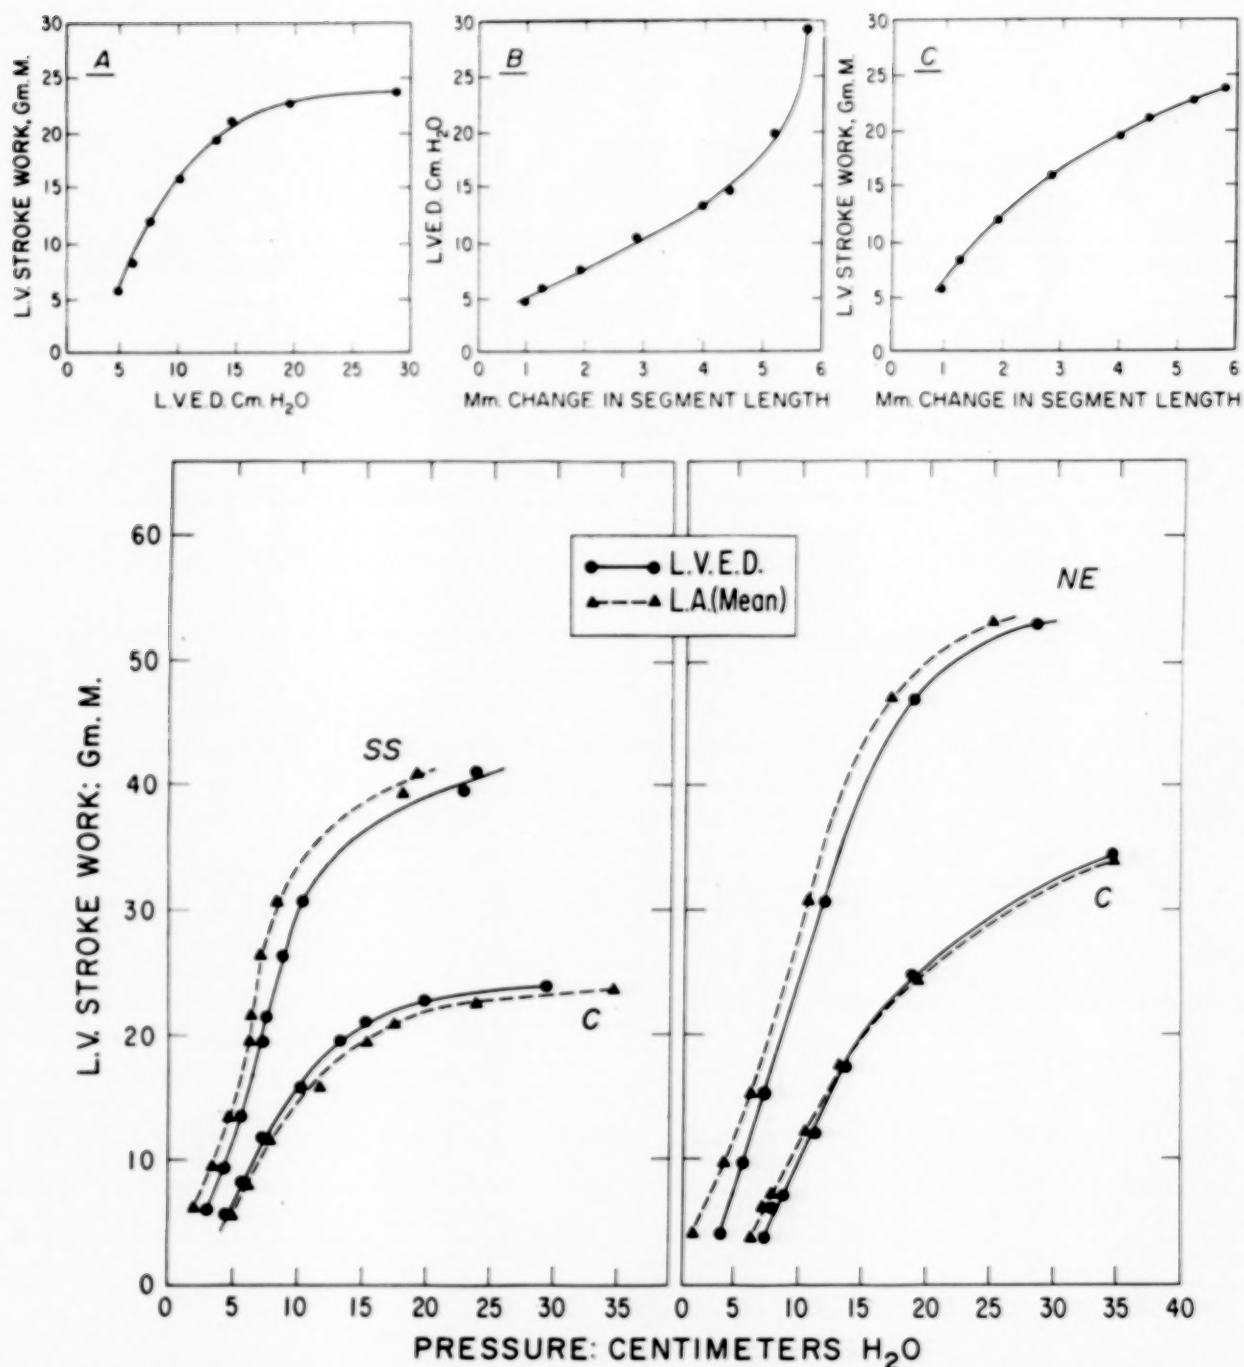 A
L.V. STROKE WORK, Gm. M.
30
25
20
15
10
5
0
0 5 10 15 20 25 30
L.V.E.D. Cm. H₂O
B
L.V.E.D. Cm. H₂O
30
25
20
15
10
5
0
0 1 2 3 4 5 6
Mm. CHANGE IN SEGMENT LENGTH
C
L.V. STROKE WORK, Gm. M.
30
25
20
15
10
5
0
0 1 2 3 4 5 6
Mm. CHANGE IN SEGMENT LENGTH
L.V. STROKE WORK: Gm. M.
60
50
40
30
20
10
0
L.V.E.D.
L.A.(Mean)
SS
C
NE
C
0 5 10 15 20 25 30 35
0 5 10 15 20 25 30 35 40
PRESSURE: CENTIMETERS H₂O